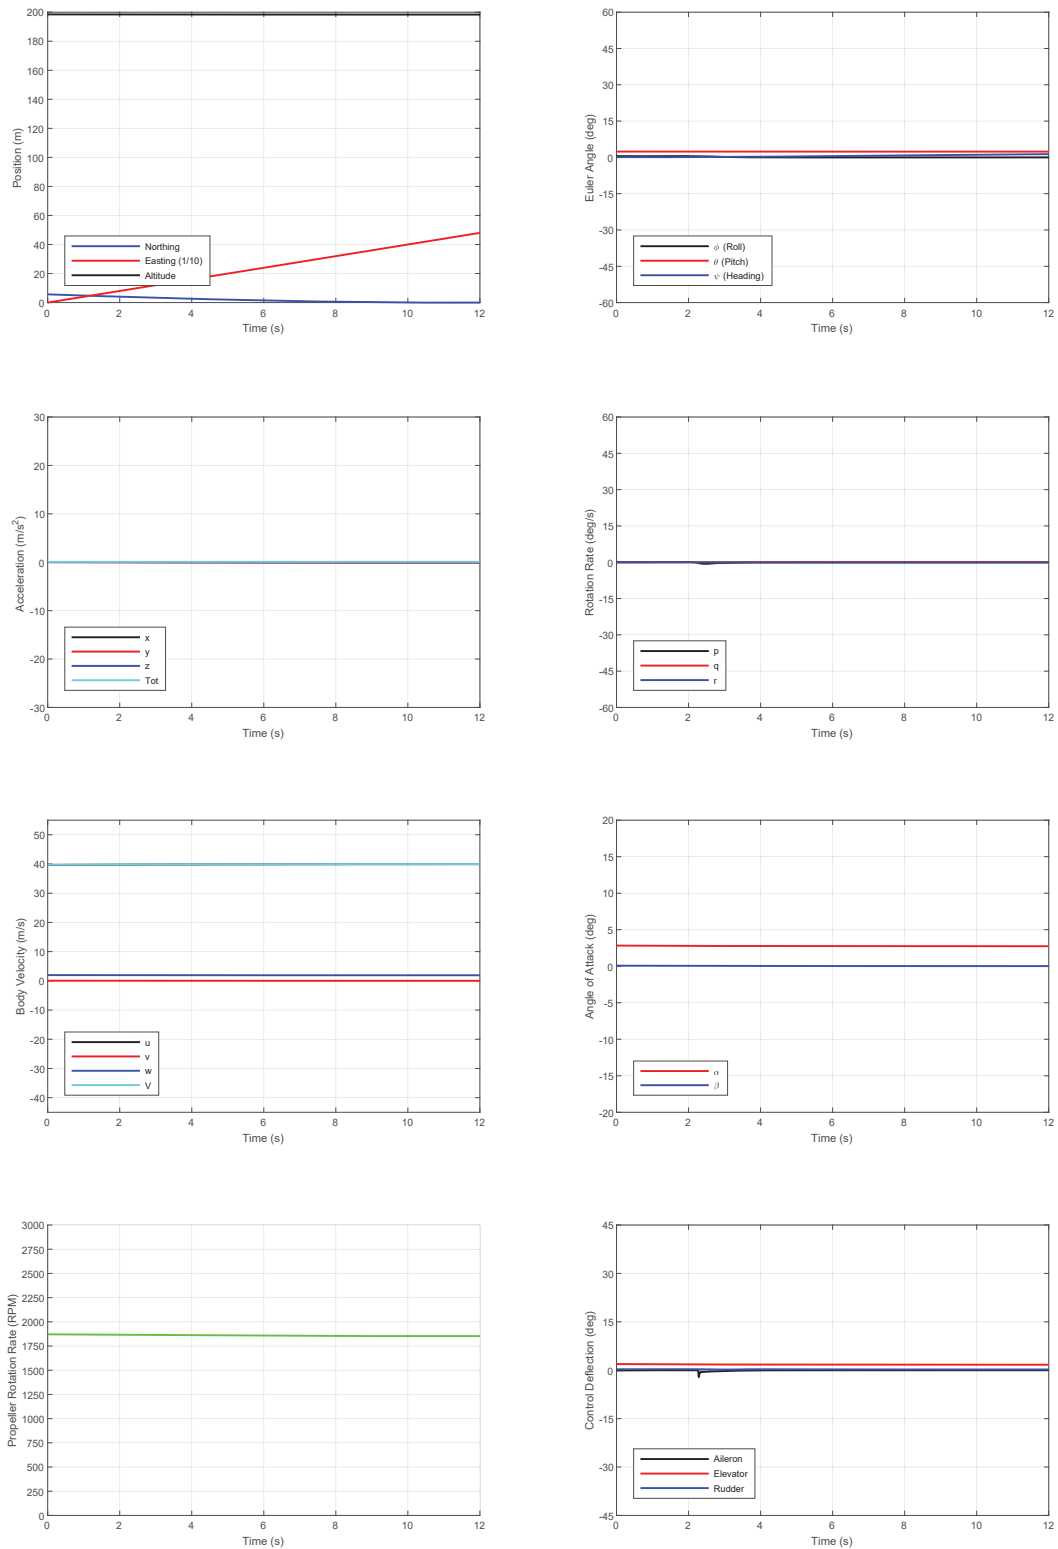 200
180
160
140
120
100
80
60
40
20
0
Position (m)
Northing
Easting (1/10)
Altitude
0 2 4 6 8 10 12
Time (s)
60
45
30
15
0
-15
-30
-45
-60
Euler Angle (deg)
ϕ (Roll)
θ (Pitch)
ψ (Heading)
0 2 4 6 8 10 12
Time (s)
30
20
10
0
-10
-20
-30
Acceleration (m/s²)
x
y
z
Tot
0 2 4 6 8 10 12
Time (s)
60
45
30
15
0
-15
-30
-45
-60
Rotation Rate (deg/s)
p
q
r
0 2 4 6 8 10 12
Time (s)
50
40
30
20
10
0
-10
-20
-30
-40
Body Velocity (m/s)
u
v
w
V
0 2 4 6 8 10 12
Time (s)
20
15
10
5
0
-5
-10
-15
-20
Angle of Attack (deg)
α
β
0 2 4 6 8 10 12
Time (s)
3000
2750
2500
2250
2000
1750
1500
1250
1000
750
500
250
0
Propeller Rotation Rate (RPM)
0 2 4 6 8 10 12
Time (s)
45
30
15
0
-15
-30
-45
Control Deflection (deg)
Aileron
Elevator
Rudder
0 2 4 6 8 10 12
Time (s)